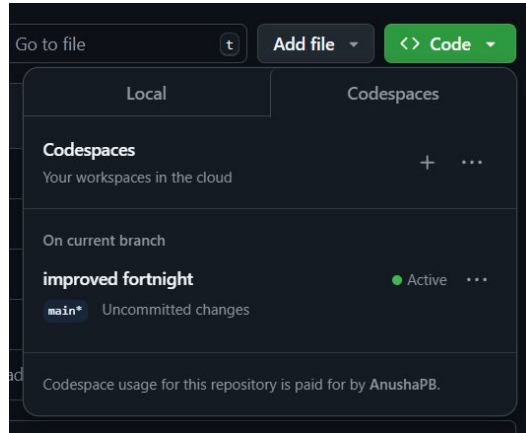 Go to file t Add file <> Code
Local Codespaces
Codespaces
Your workspaces in the cloud
On current branch
improved fortnight Active
main* Uncommitted changes
ad
Codespace usage for this repository is paid for by AnushaPB.